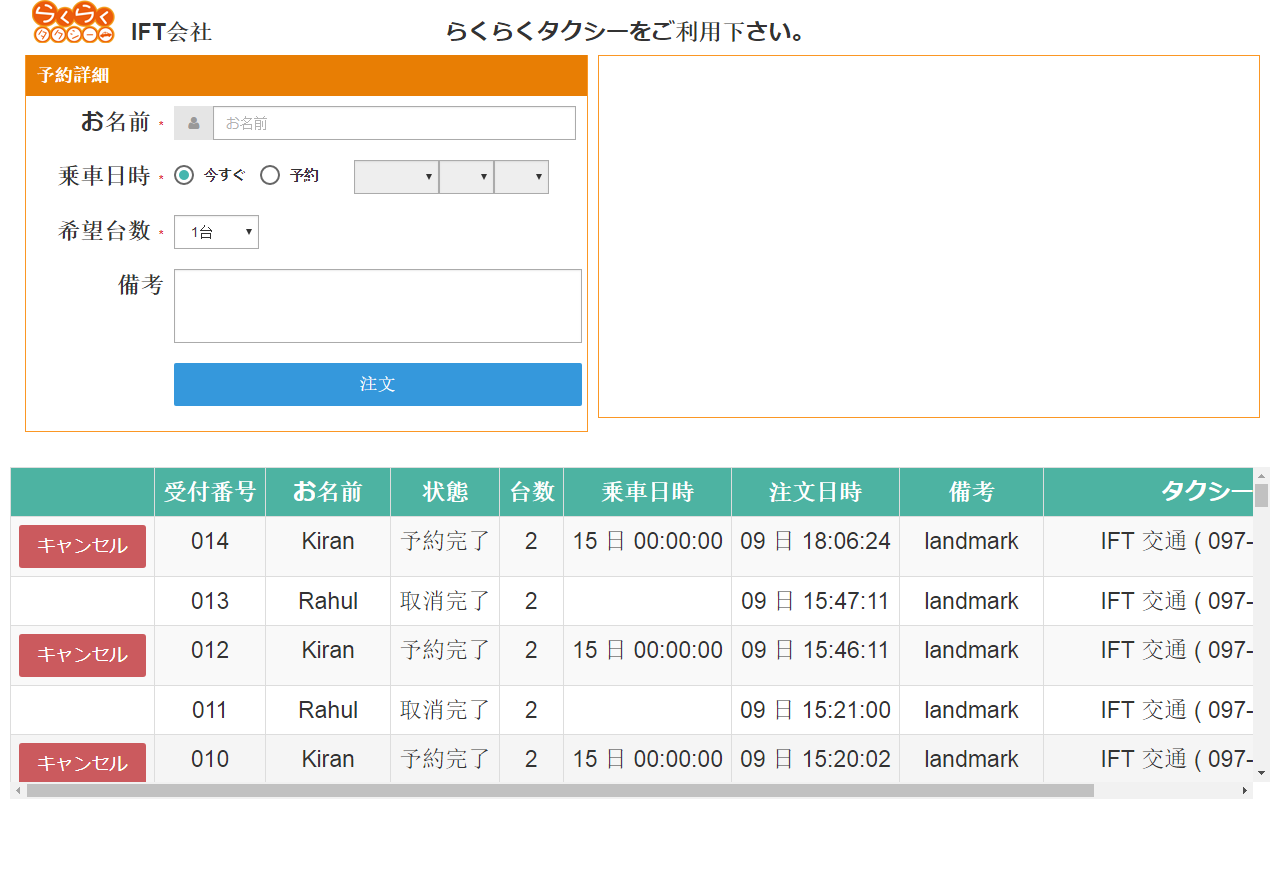 らくらく
タクシー
IFT会社
らくらくタクシーをご利用下さい。
予約詳細
お名前 *
お名前
乗車日時 * 今すぐ 予約
希望台数 * 1台
備考
注文
受付番号 お名前 状態 台数 乗車日時 注文日時 備考 タクシー
キャンセル 014 Kiran 予約完了 2 15 日 00:00:00 09 日 18:06:24 landmark IFT 交通 ( 097-
013 Rahul 取消完了 2 09 日 15:47:11 landmark IFT 交通 ( 097-
キャンセル 012 Kiran 予約完了 2 15 日 00:00:00 09 日 15:46:11 landmark IFT 交通 ( 097-
011 Rahul 取消完了 2 09 日 15:21:00 landmark IFT 交通 ( 097-
キャンセル 010 Kiran 予約完了 2 15 日 00:00:00 09 日 15:20:02 landmark IFT 交通 ( 097-